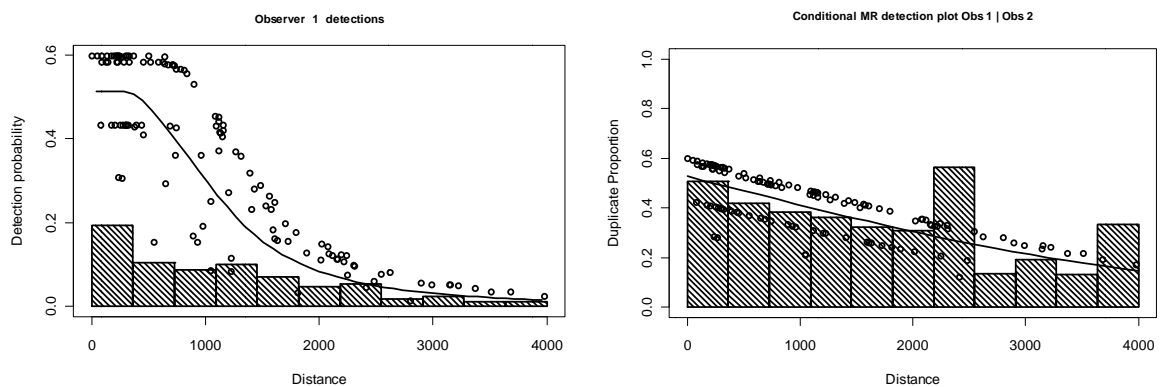 Observer 1 detections
Detection probability
0.6
0.4
0.2
0.0
0 1000 2000 3000 4000
Distance
Conditional MR detection plot Obs 1 | Obs 2
Duplicate Proportion
1.0
0.8
0.6
0.4
0.2
0.0
0 1000 2000 3000 4000
Distance